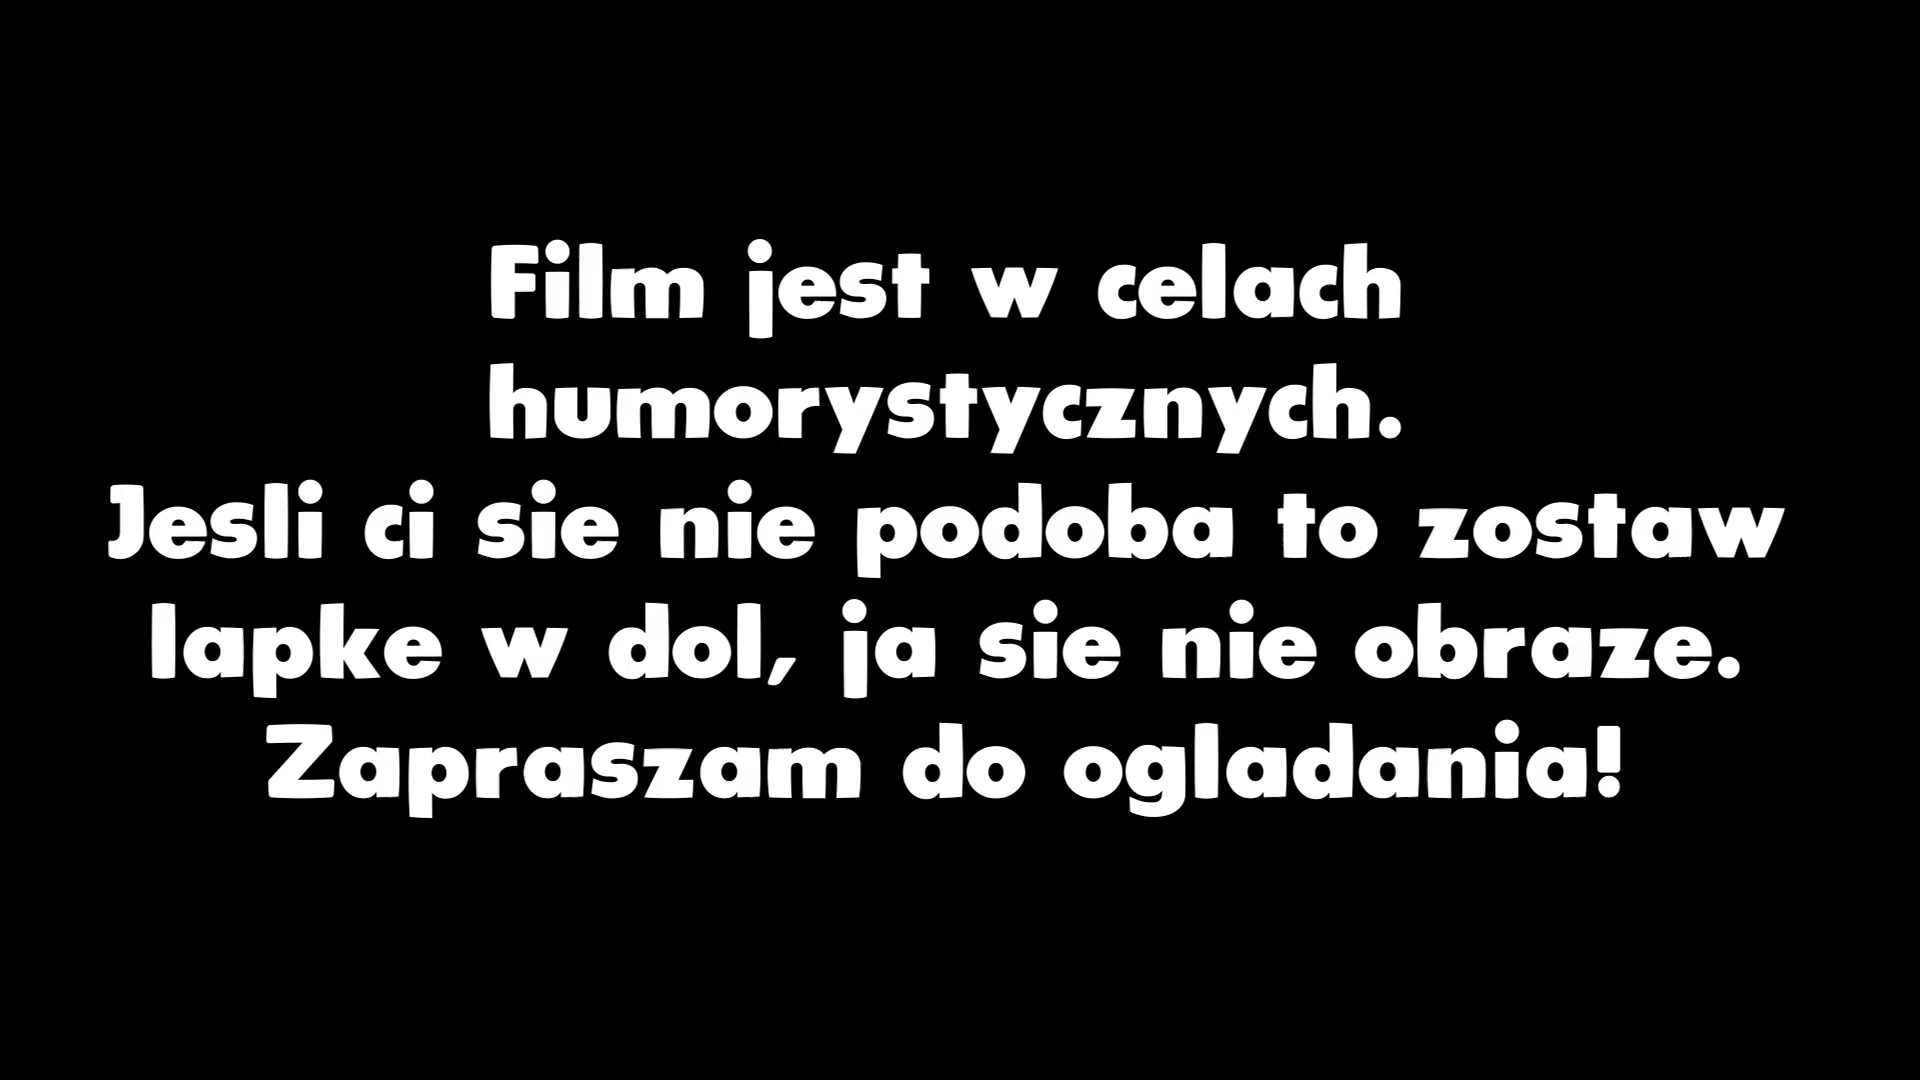 Film jest w celach
humorystycznych.
Jesli ci sie nie podoba to zostaw
lapke w dol, ja sie nie obraze.
Zapraszam do ogladania!